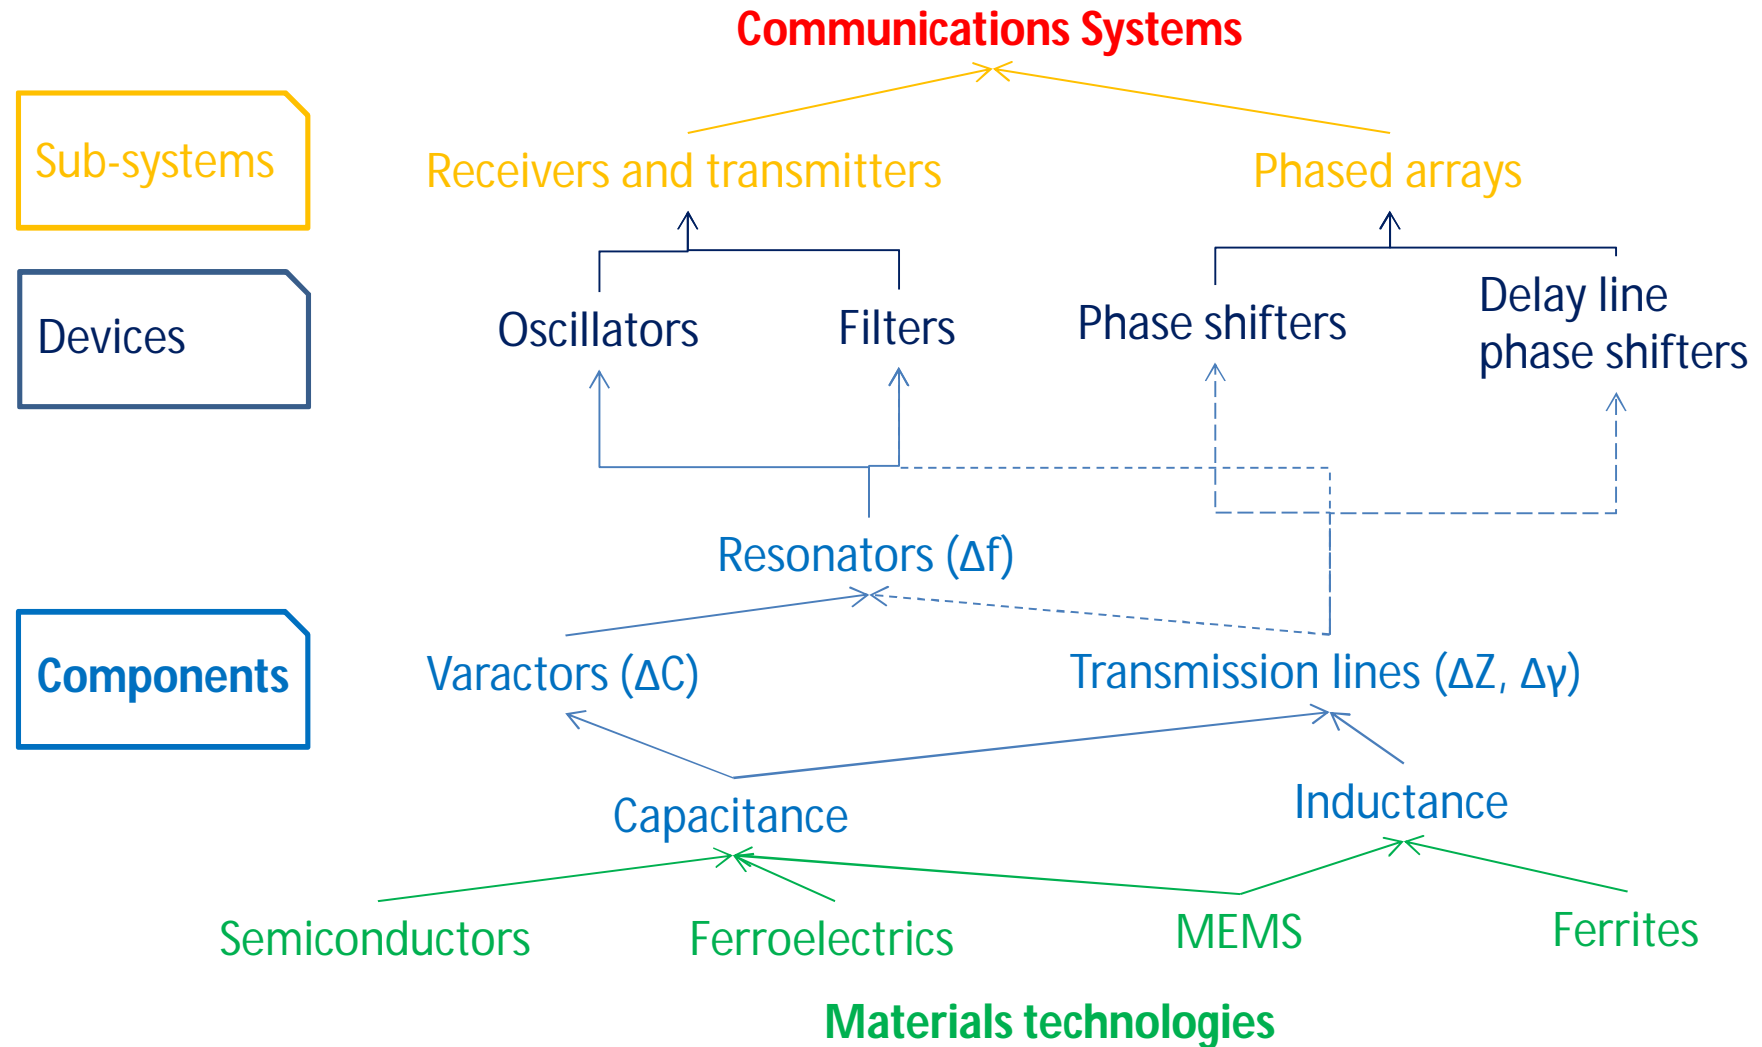 Communications Systems
Sub-systems
Receivers and transmitters
Phased arrays
Devices
Oscillators
Filters
Phase shifters
Delay line
phase shifters
Resonators (Δf)
Components
Varactors (ΔC)
Transmission lines (ΔZ, Δγ)
Capacitance
Inductance
Semiconductors
Ferroelectrics
MEMS
Ferrites
Materials technologies